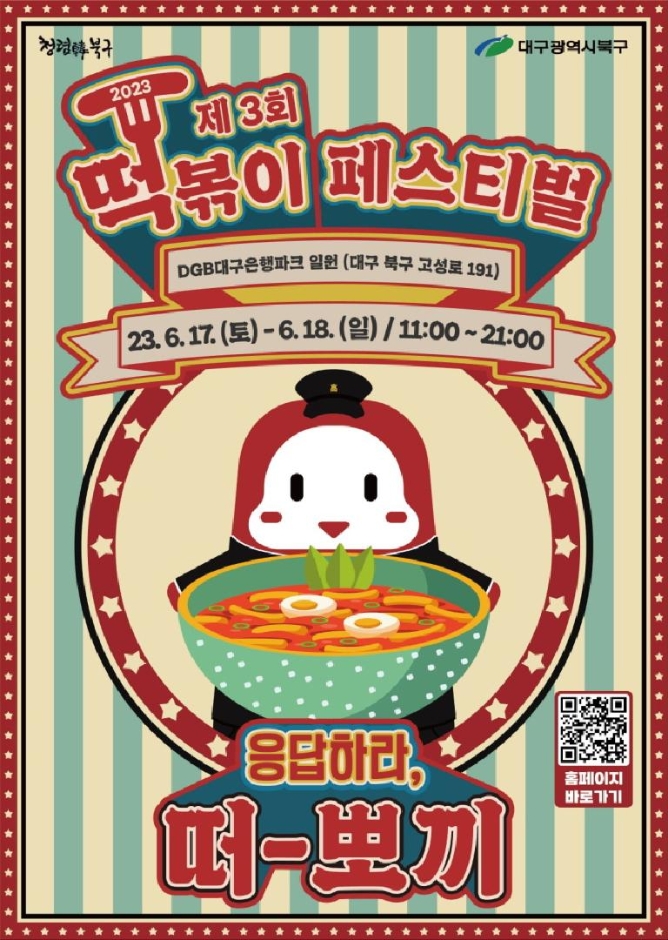 청렴韓북구
대구광역시북구
2023
제 3회
떡볶이 페스티벌
DGB대구은행파크 일원 (대구 북구 고성로 191)
23. 6. 17. (토) - 6. 18. (일) / 11:00 ~ 21:00
응답하라,
떠-뽀끼
홈페이지
바로가기